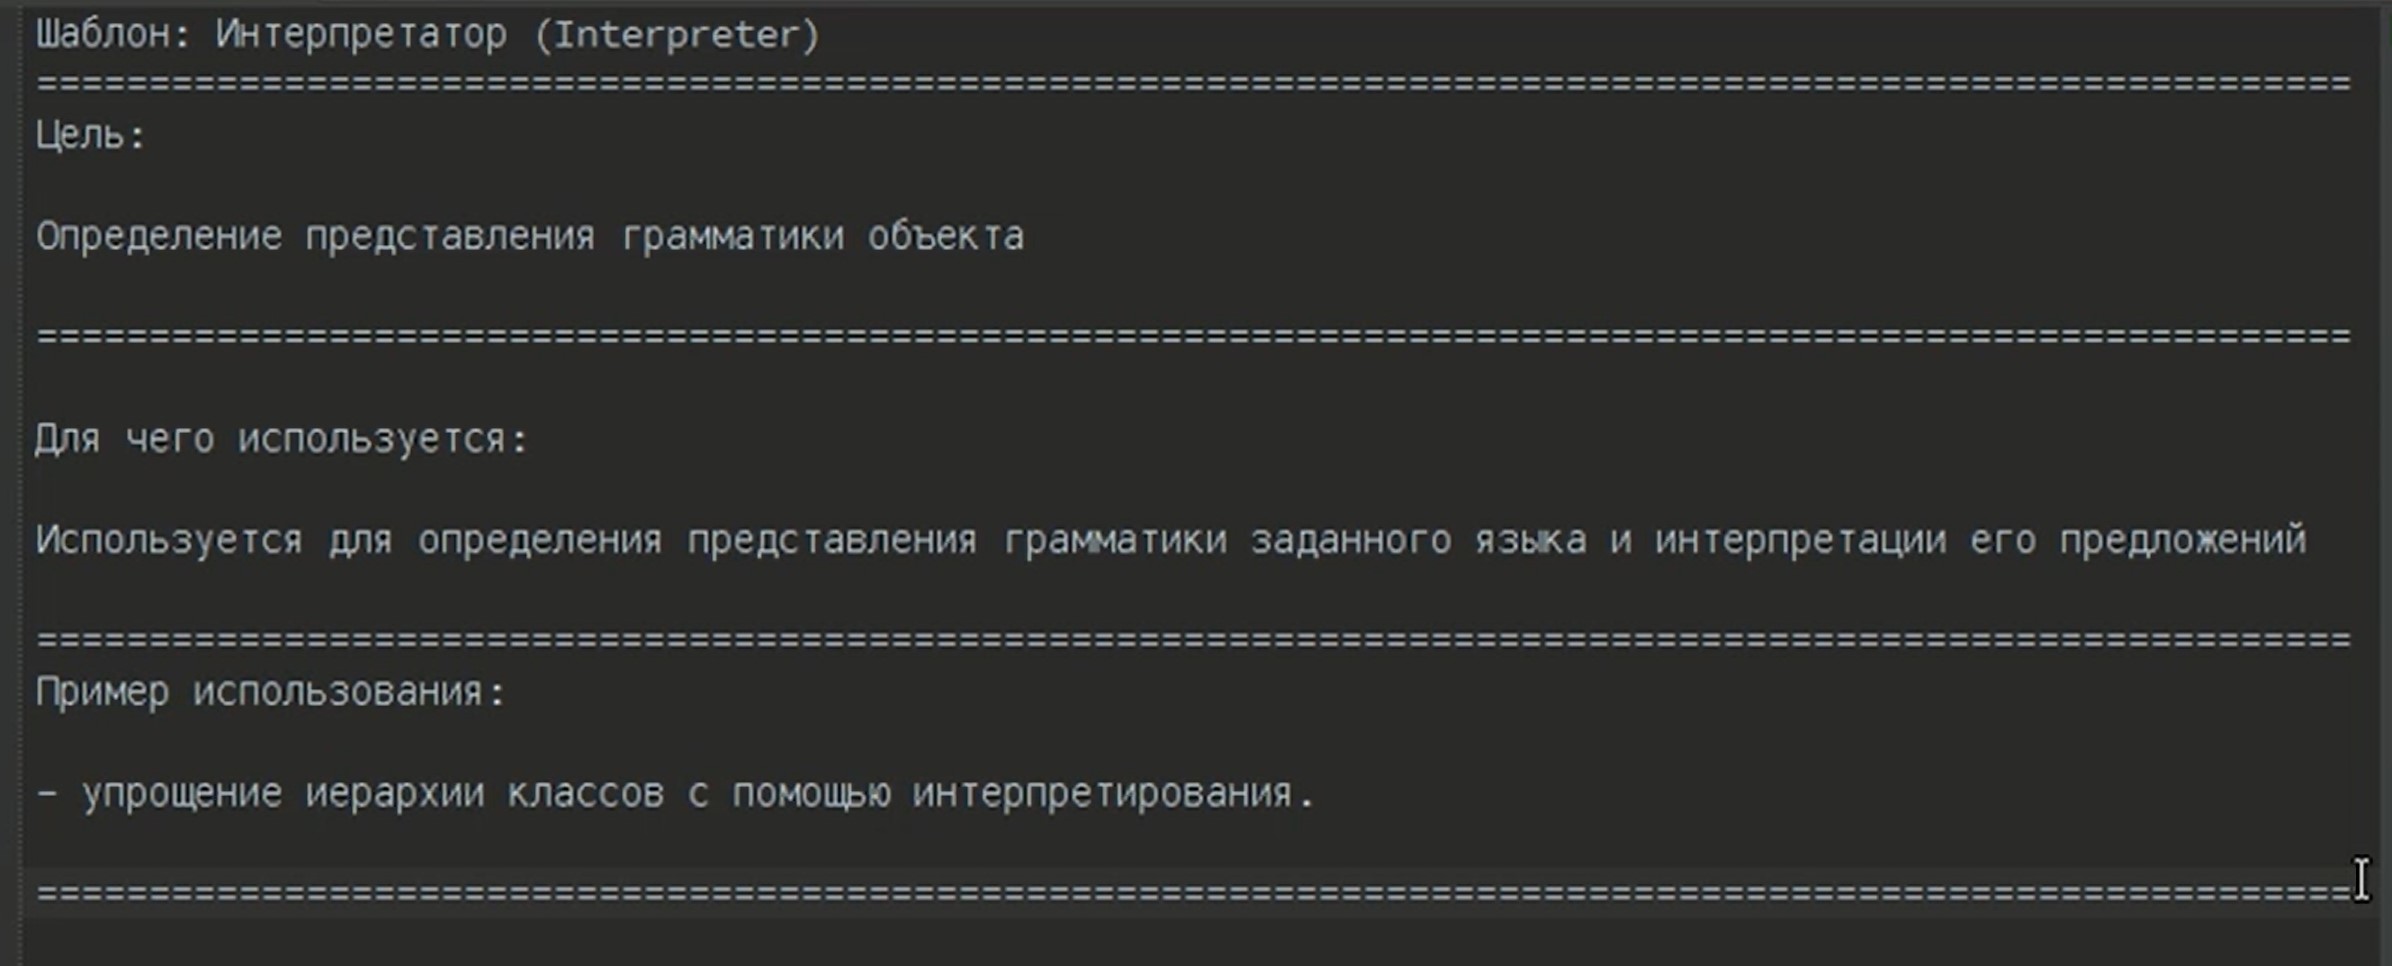 Шаблон: Интерпретатор (Interpreter)
=======================================================================================================
Цель:
Определение представления грамматики объекта
=======================================================================================================
Для чего используется:
Используется для определения представления грамматики заданного языка и интерпретации его предложений
=======================================================================================================
Пример использования:
- упрощение иерархии классов с помощью интерпретирования.
=======================================================================================================